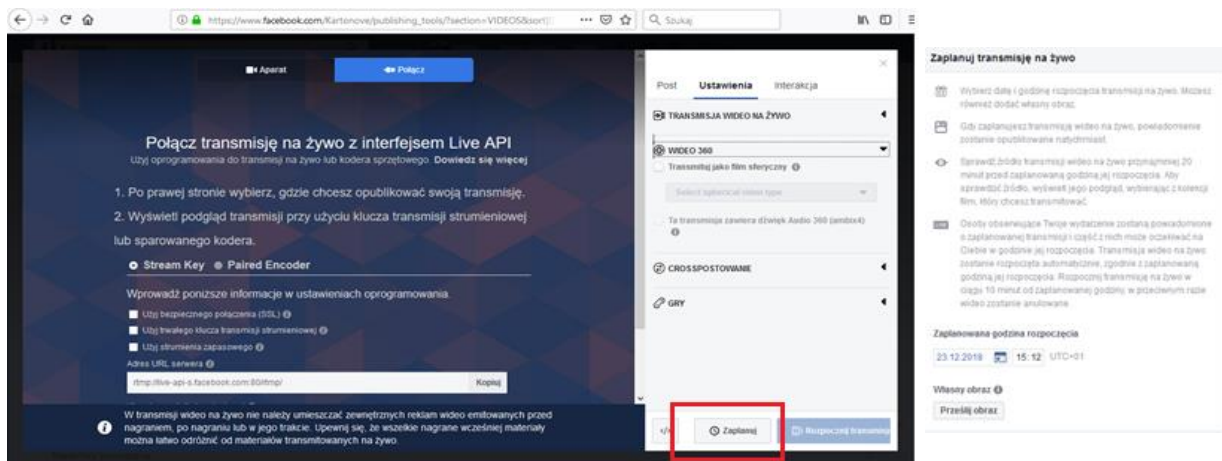 https://www.facebook.com/Kartonove/publishing_tools/?section=VIDEOS&sort[
Szukaj
Aparat
Połącz
Połącz transmisję na żywo z interfejsem Live API
Użyj oprogramowania do transmisji na żywo lub kodera sprzętowego. Dowiedz się więcej
1. Po prawej stronie wybierz, gdzie chcesz opublikować swoją transmisję.
2. Wyświetl podgląd transmisji przy użyciu klucza transmisji strumieniowej
lub sparowanego kodera.
Stream Key
Paired Encoder
Wprowadź poniższe informacje w ustawieniach oprogramowania.
Użyj bezpiecznego połączenia (SSL)
Użyj trwałego klucza transmisji strumieniowej
Użyj strumienia zapasowego
Adres URL serwera
rtmp://live-api-s.facebook.com:80/rtmp/
Kopiuj
W transmisji wideo na żywo nie należy umieszczać zewnętrznych reklam wideo emitowanych przed
nagraniem, po nagraniu lub w jego trakcie. Upewnij się, że wszelkie nagrane wcześniej materiały
można łatwo odróżnić od materiałów transmitowanych na żywo.
Post
Ustawienia
Interakcja
TRANSMISJA WIDEO NA ŻYWO
WIDEO 360
Transmituj jako film sferyczny
Select spherical video type
Ta transmisja zawiera dźwięk Audio 360 (ambix4)
CROSSPOSTOWANIE
GRY
</>
Zaplanuj
Rozpocznij transmisję
Zaplanuj transmisję na żywo
Wybierz datę i godzinę rozpoczęcia transmisji na żywo. Możesz
również dodać własny obraz.
Gdy zaplanujesz transmisję wideo na żywo, powiadomienie
zostanie opublikowane natychmiast.
Sprawdź źródło transmisji wideo na żywo przynajmniej 20
minut przed zaplanowaną godziną jej rozpoczęcia. Aby
sprawdzić źródło, wyświetl jego podgląd, wybierając z kolekcji
film, który chcesz transmitować.
Osoby obserwujące Twoje wydarzenie zostaną powiadomione
o zaplanowanej transmisji i część z nich może oczekiwać na
Ciebie w godzinie jej rozpoczęcia. Transmisja wideo na żywo
zostanie rozpoczęta automatycznie, zgodnie z zaplanowaną
godziną jej rozpoczęcia. Rozpocznij transmisję na żywo w
ciągu 10 minut od zaplanowanej godziny, w przeciwnym razie
wideo zostanie anulowane.
Zaplanowana godzina rozpoczęcia
23.12.2018 15:12 UTC+01
Własny obraz
Prześlij obraz